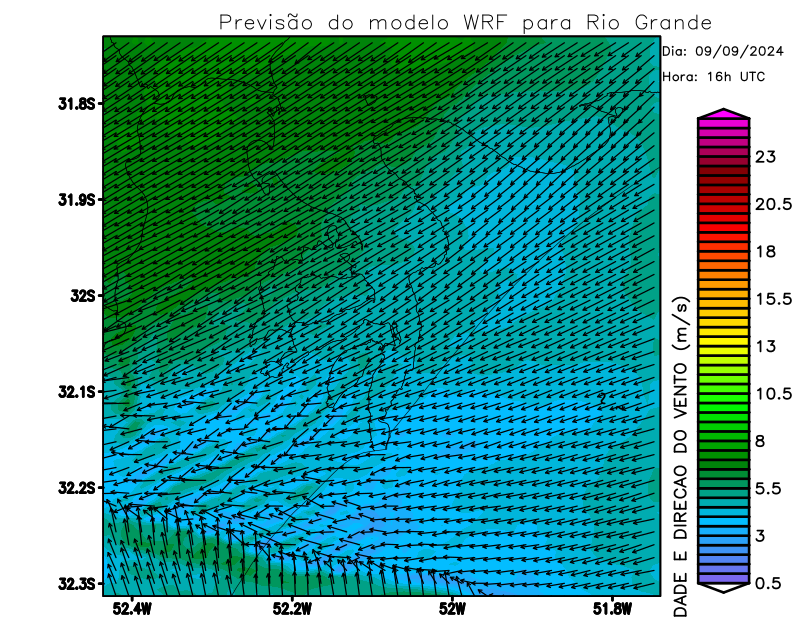 Previsão do modelo WRF para Rio Grande
Dia: 09/09/2024
Hora: 16h UTC
31.8S
31.9S
32S
32.1S
32.2S
32.3S
52.4W
52.2W
52W
51.8W
23
20.5
18
15.5
13
10.5
8
5.5
3
0.5
DADE E DIRECAO DO VENTO (m/s)